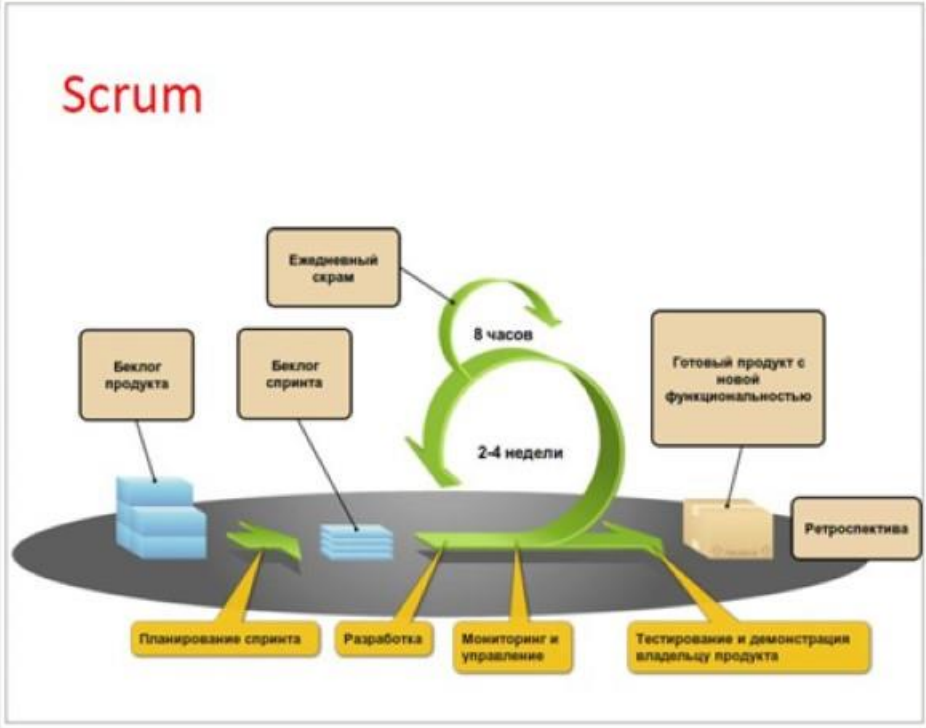 Scrum
Ежедневный
скрам
8 часов
Беклог
продукта
Беклог
спринта
Готовый продукт с
новой
функциональностью
2-4 недели
Ретроспектива
Планирование спринта
Разработка
Мониторинг и
управление
Тестирование и демонстрация
владельцу продукта